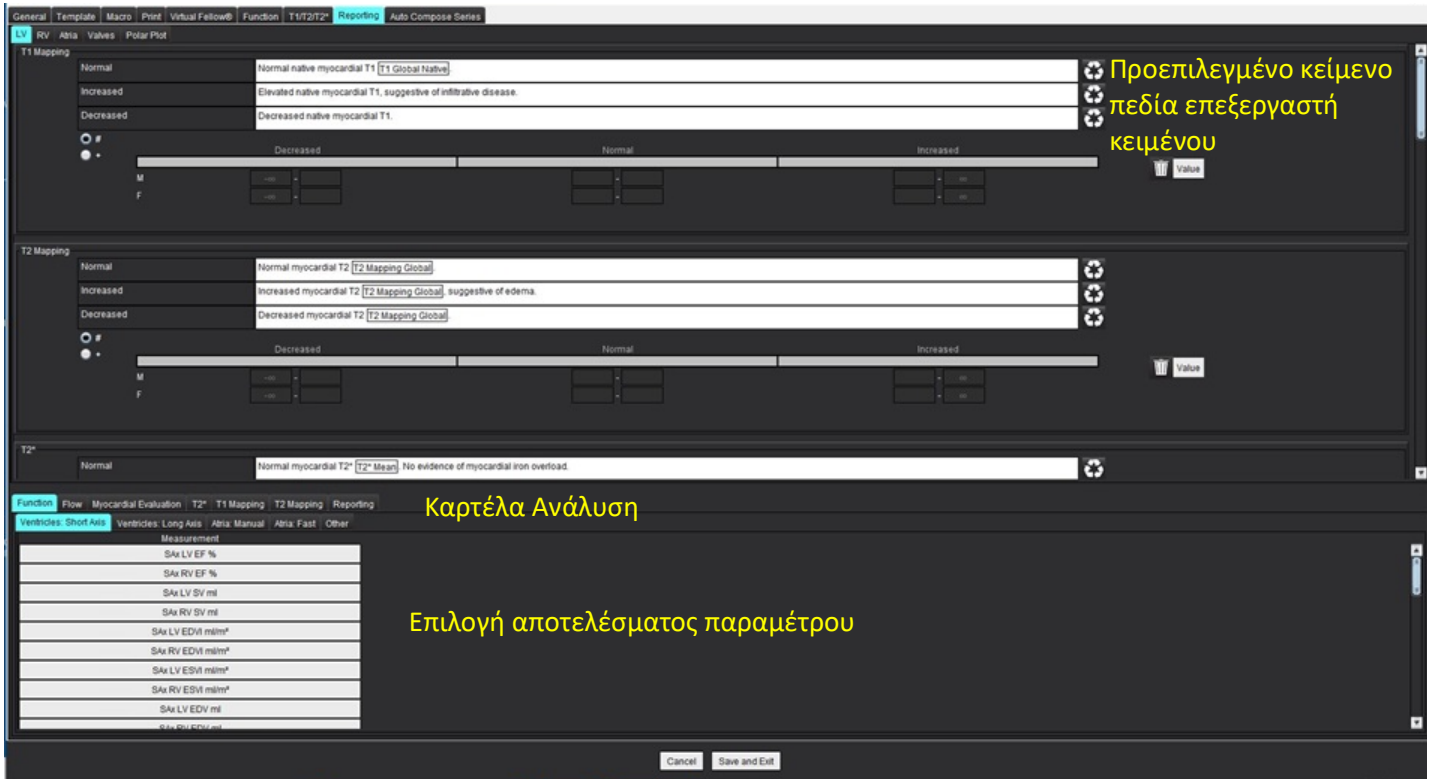 General Template Macro Print Virtual Fellow® Function T1/T2/T2* Reporting Auto Compose Series
LV RV Atria Valves Polar Plot
T1 Mapping
Normal Normal native myocardial T1 T1 Global Native.
Increased Elevated native myocardial T1, suggestive of infiltrative disease.
Decreased Decreased native myocardial T1.
Προεπιλεγμένο κείμενο
πεδία επεξεργαστή
κειμένου
#
+
Decreased Normal Increased
Value
M -∞ - - - ∞
F -∞ - - - ∞
T2 Mapping
Normal Normal myocardial T2 T2 Mapping Global.
Increased Increased myocardial T2 T2 Mapping Global, suggestive of edema.
Decreased Decreased myocardial T2 T2 Mapping Global.
#
+
Decreased Normal Increased
Value
M -∞ - - - ∞
F -∞ - - - ∞
T2*
Normal Normal myocardial T2* T2* Mean. No evidence of myocardial iron overload.
Function Flow Myocardial Evaluation T2* T1 Mapping T2 Mapping Reporting
Καρτέλα Ανάλυση
Ventricles: Short Axis Ventricles: Long Axis Atria: Manual Atria: Fast Other
Measurement
SAx LV EF %
SAx RV EF %
SAx LV SV ml
SAx RV SV ml
Επιλογή αποτελέσματος παραμέτρου
SAx LV EDVI ml/m²
SAx RV EDVI ml/m²
SAx LV ESVI ml/m²
SAx RV ESVI ml/m²
SAx LV EDV ml
SAx RV EDV ml
Cancel Save and Exit